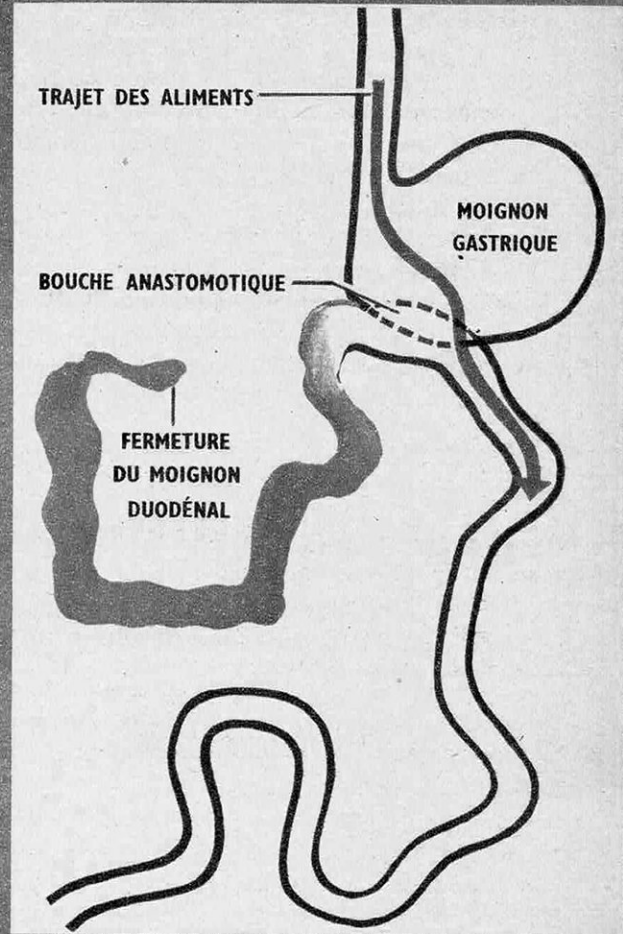 TRAJET DES ALIMENTS
MOIGNON
GASTRIQUE
BOUCHE ANASTOMOTIQUE
FERMETURE
DU MOIGNON
DUODÉNAL